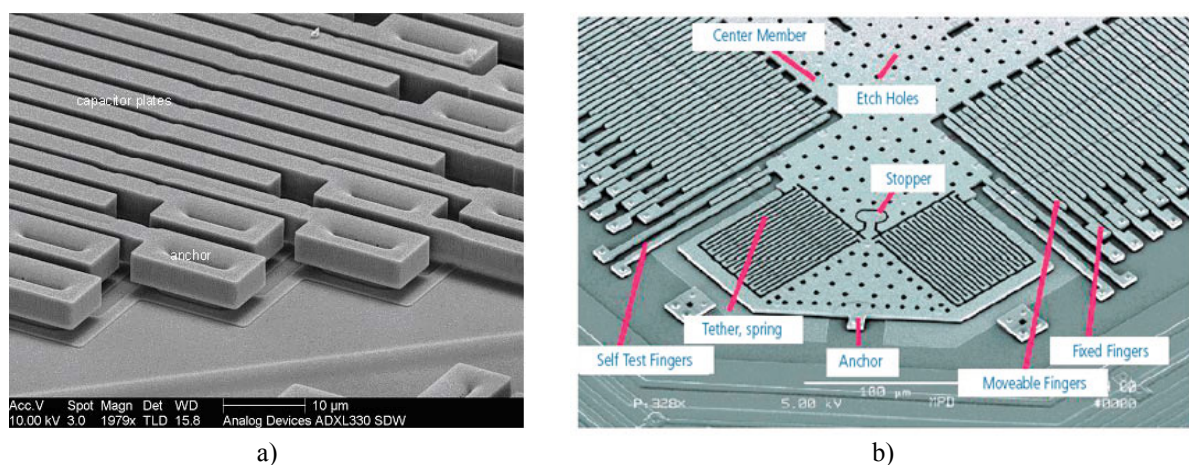 capacitor plates
anchor
Acc.V Spot Magn Det WD
10.00 kV 3.0 1979x TLD 15.8 Analog Devices ADXL330 SDW
10 µm
a)
Center Member
Etch Holes
Stopper
Tether, spring
Self Test Fingers
Anchor
Fixed Fingers
Moveable Fingers
100 µm
5.00 kV MPD
b)